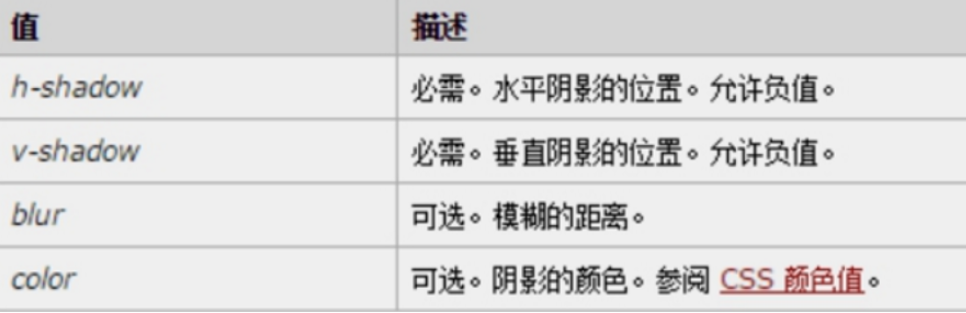 值 描述
h-shadow 必需。水平阴影的位置。允许负值。
v-shadow 必需。垂直阴影的位置。允许负值。
blur 可选。模糊的距离。
color 可选。阴影的颜色。参阅 CSS 颜色值。